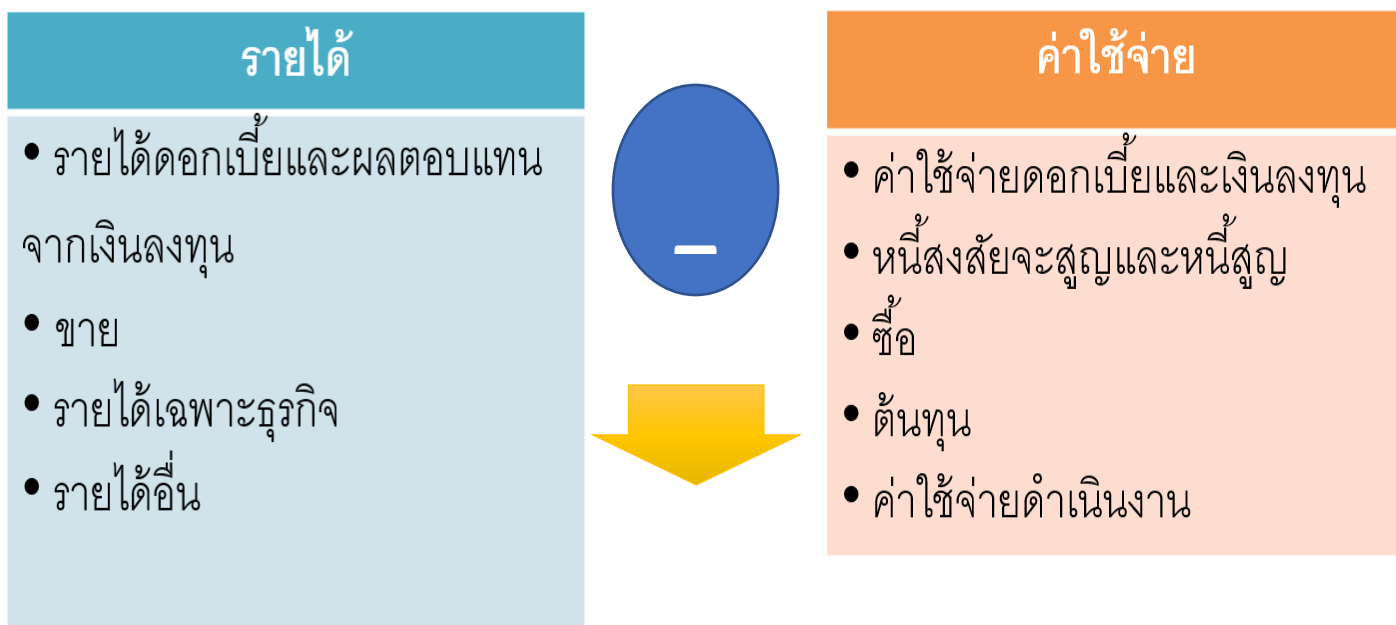 รายได้
• รายได้ดอกเบี้ยและผลตอบแทน
จากเงินลงทุน
• ขาย
• รายได้เฉพาะธุรกิจ
• รายได้อื่น
–
ค่าใช้จ่าย
• ค่าใช้จ่ายดอกเบี้ยและเงินลงทุน
• หนี้สงสัยจะสูญและหนี้สูญ
• ซื้อ
• ต้นทุน
• ค่าใช้จ่ายดำเนินงาน